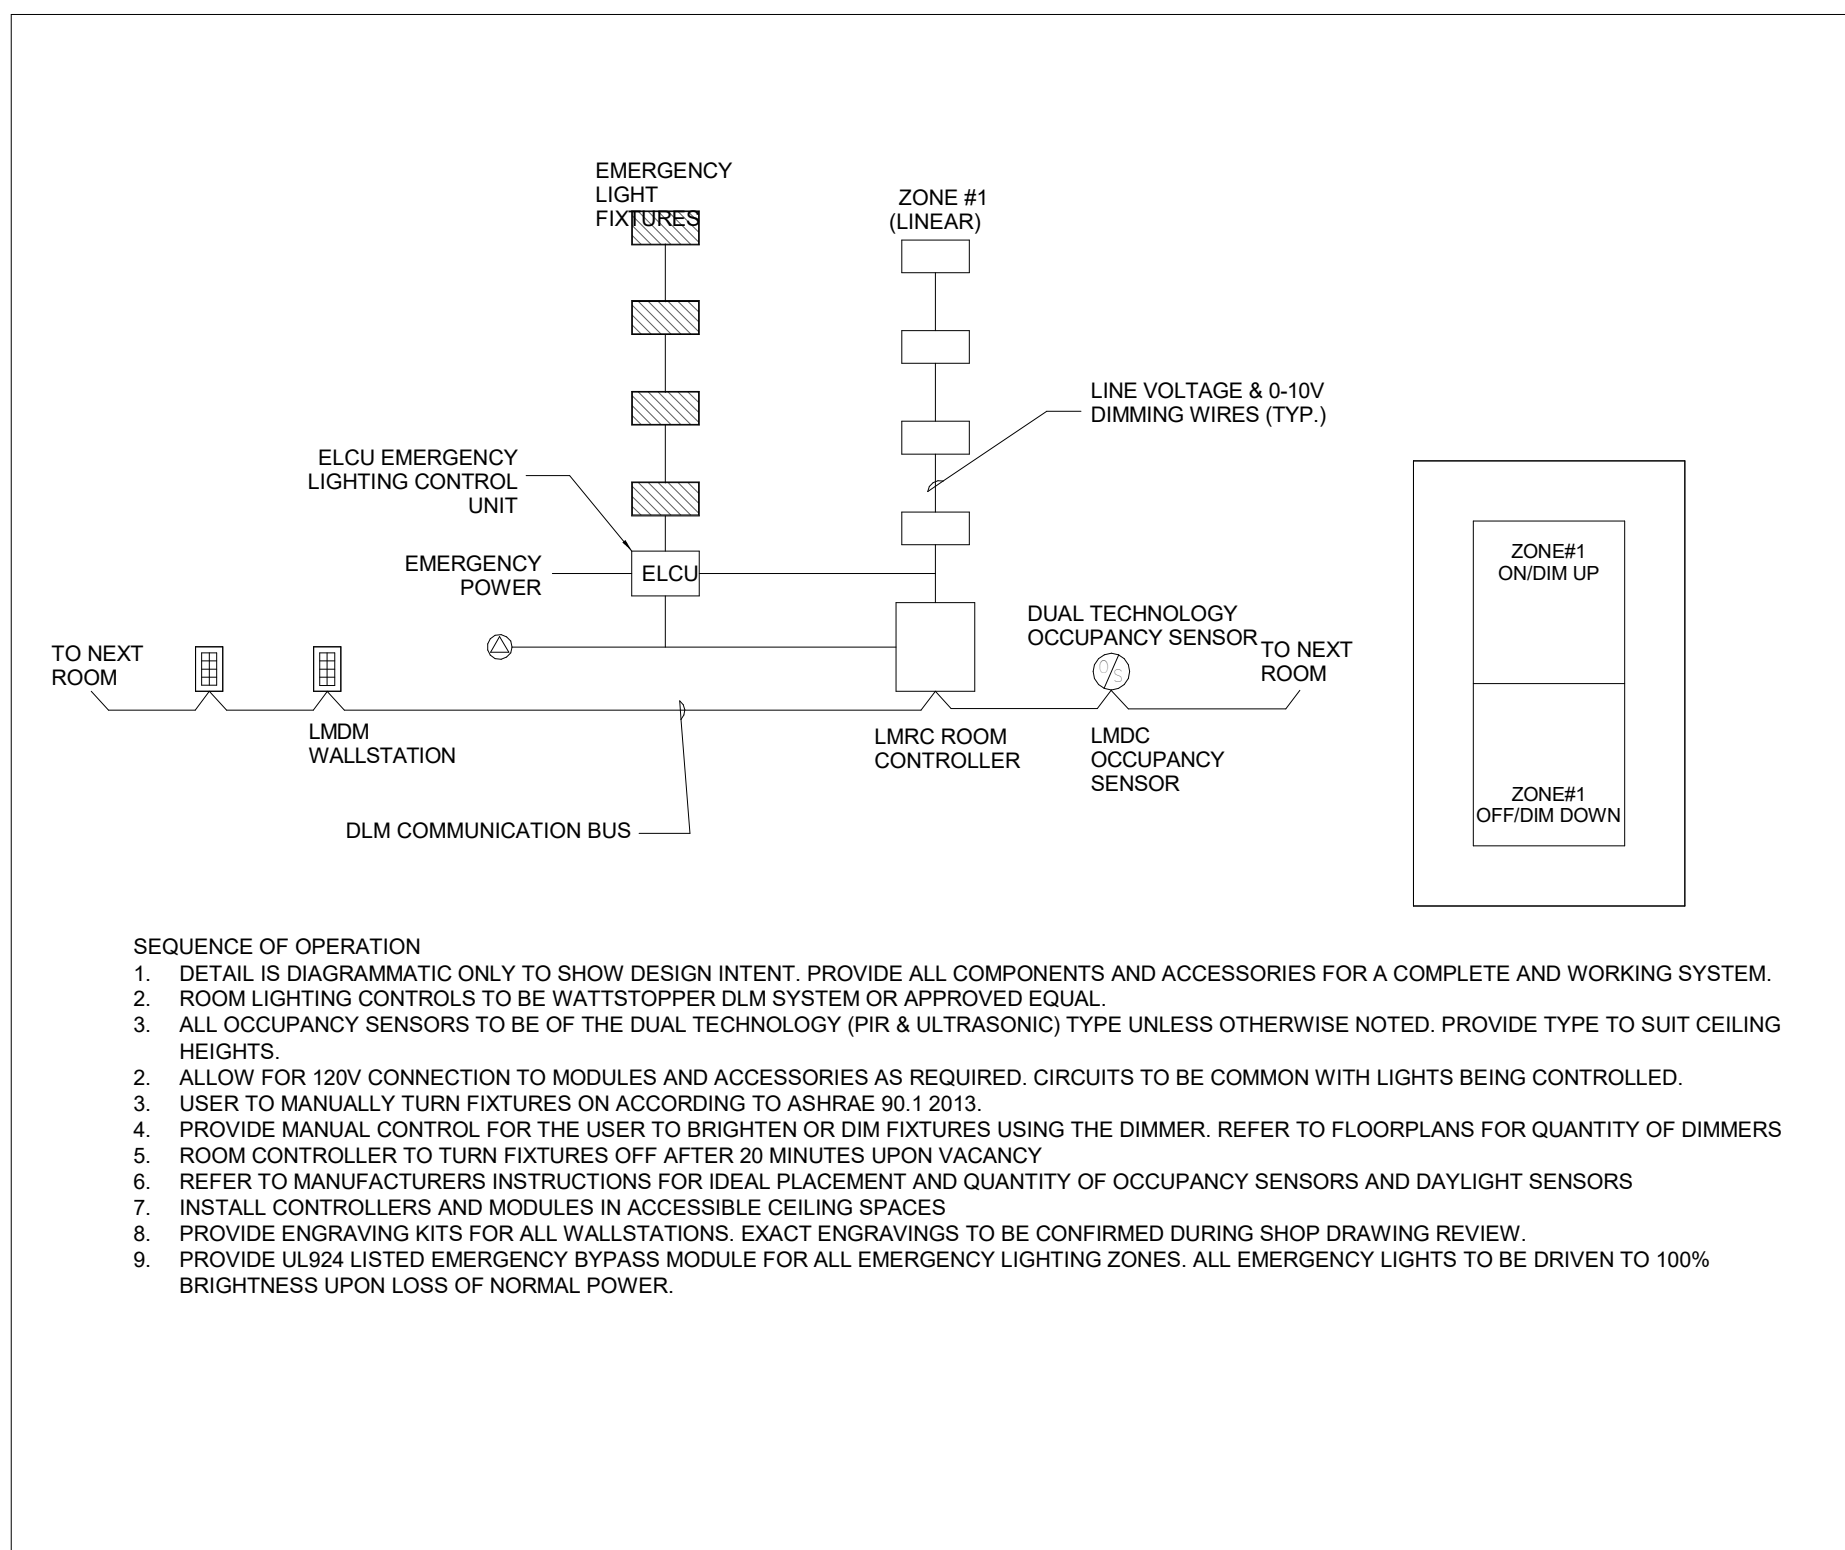 EMERGENCY
LIGHT
FIXTURES
ZONE #1
(LINEAR)
LINE VOLTAGE & 0-10V
DIMMING WIRES (TYP.)
ELCU EMERGENCY
LIGHTING CONTROL
UNIT
EMERGENCY
POWER
ELCU
ZONE#1
ON/DIM UP
ZONE#1
OFF/DIM DOWN
DUAL TECHNOLOGY
OCCUPANCY SENSOR
TO NEXT
ROOM
O/S
TO NEXT
ROOM
LMDM
WALLSTATION
LMRC ROOM
CONTROLLER
LMDC
OCCUPANCY
SENSOR
DLM COMMUNICATION BUS
SEQUENCE OF OPERATION
1. DETAIL IS DIAGRAMMATIC ONLY TO SHOW DESIGN INTENT. PROVIDE ALL COMPONENTS AND ACCESSORIES FOR A COMPLETE AND WORKING SYSTEM.
2. ROOM LIGHTING CONTROLS TO BE WATTSTOPPER DLM SYSTEM OR APPROVED EQUAL.
3. ALL OCCUPANCY SENSORS TO BE OF THE DUAL TECHNOLOGY (PIR & ULTRASONIC) TYPE UNLESS OTHERWISE NOTED. PROVIDE TYPE TO SUIT CEILING
HEIGHTS.
2. ALLOW FOR 120V CONNECTION TO MODULES AND ACCESSORIES AS REQUIRED. CIRCUITS TO BE COMMON WITH LIGHTS BEING CONTROLLED.
3. USER TO MANUALLY TURN FIXTURES ON ACCORDING TO ASHRAE 90.1 2013.
4. PROVIDE MANUAL CONTROL FOR THE USER TO BRIGHTEN OR DIM FIXTURES USING THE DIMMER. REFER TO FLOORPLANS FOR QUANTITY OF DIMMERS
5. ROOM CONTROLLER TO TURN FIXTURES OFF AFTER 20 MINUTES UPON VACANCY
6. REFER TO MANUFACTURERS INSTRUCTIONS FOR IDEAL PLACEMENT AND QUANTITY OF OCCUPANCY SENSORS AND DAYLIGHT SENSORS
7. INSTALL CONTROLLERS AND MODULES IN ACCESSIBLE CEILING SPACES
8. PROVIDE ENGRAVING KITS FOR ALL WALLSTATIONS. EXACT ENGRAVINGS TO BE CONFIRMED DURING SHOP DRAWING REVIEW.
9. PROVIDE UL924 LISTED EMERGENCY BYPASS MODULE FOR ALL EMERGENCY LIGHTING ZONES. ALL EMERGENCY LIGHTS TO BE DRIVEN TO 100%
BRIGHTNESS UPON LOSS OF NORMAL POWER.